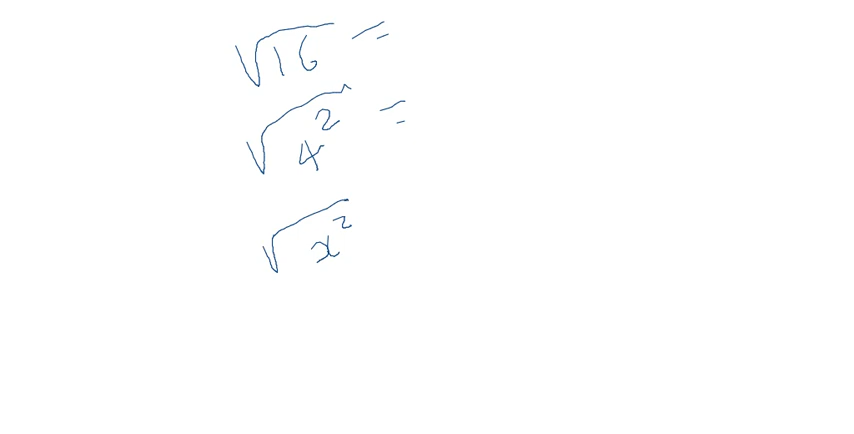 √16 =
√4² =
√x²